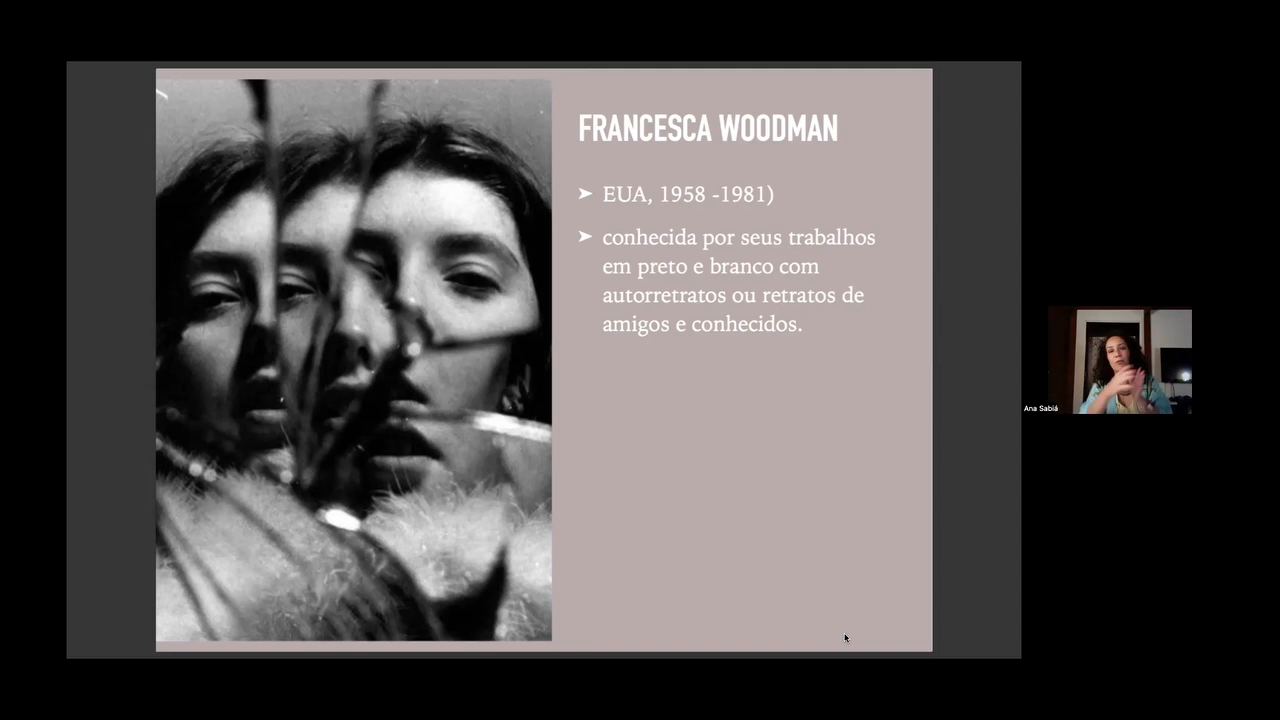 FRANCESCA WOODMAN
➤ EUA, 1958 -1981)
➤ conhecida por seus trabalhos
em preto e branco com
autorretratos ou retratos de
amigos e conhecidos.
Ana Sabiá